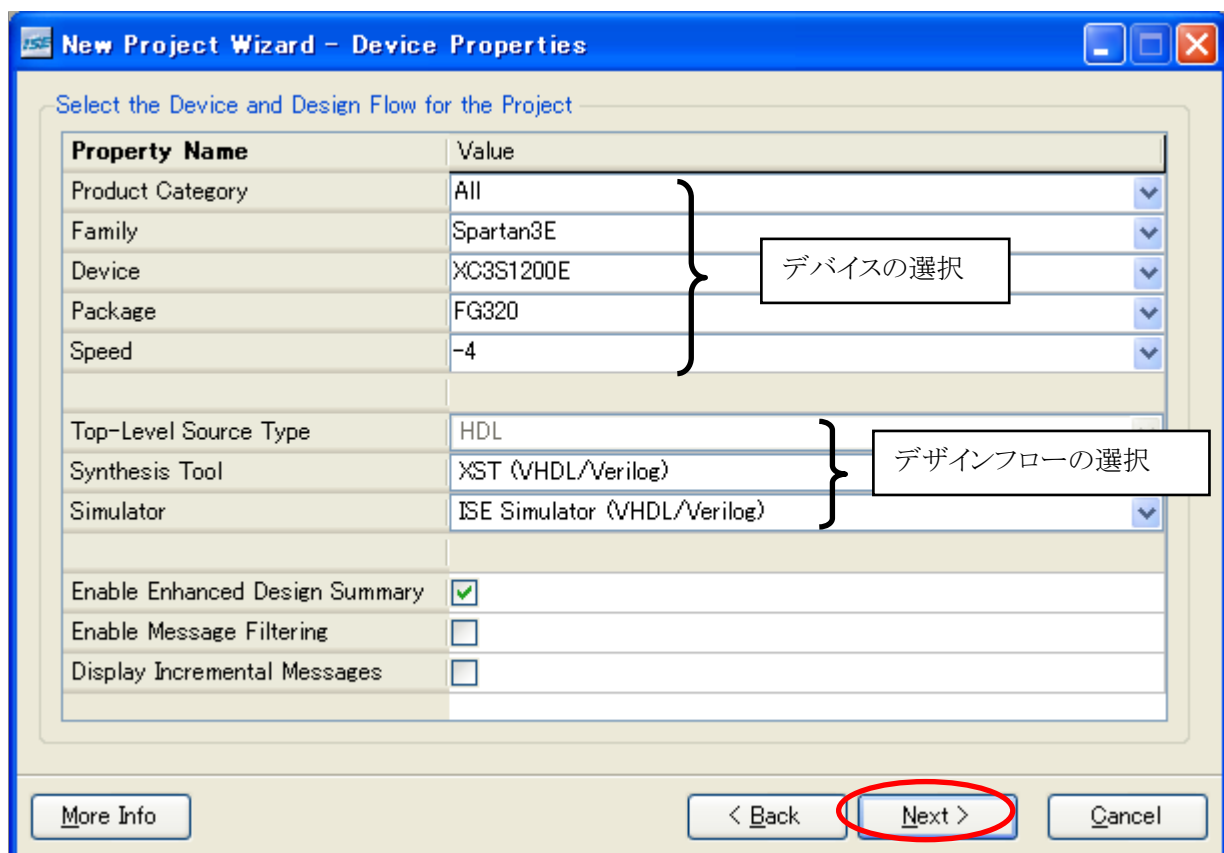 ISE New Project Wizard - Device Properties
Select the Device and Design Flow for the Project
Property Name Value
Product Category All
Family Spartan3E
Device XC3S1200E
デバイスの選択
Package FG320
Speed -4
Top-Level Source Type HDL
Synthesis Tool XST (VHDL/Verilog)
デザインフローの選択
Simulator ISE Simulator (VHDL/Verilog)
Enable Enhanced Design Summary
Enable Message Filtering
Display Incremental Messages
More Info < Back Next > Cancel